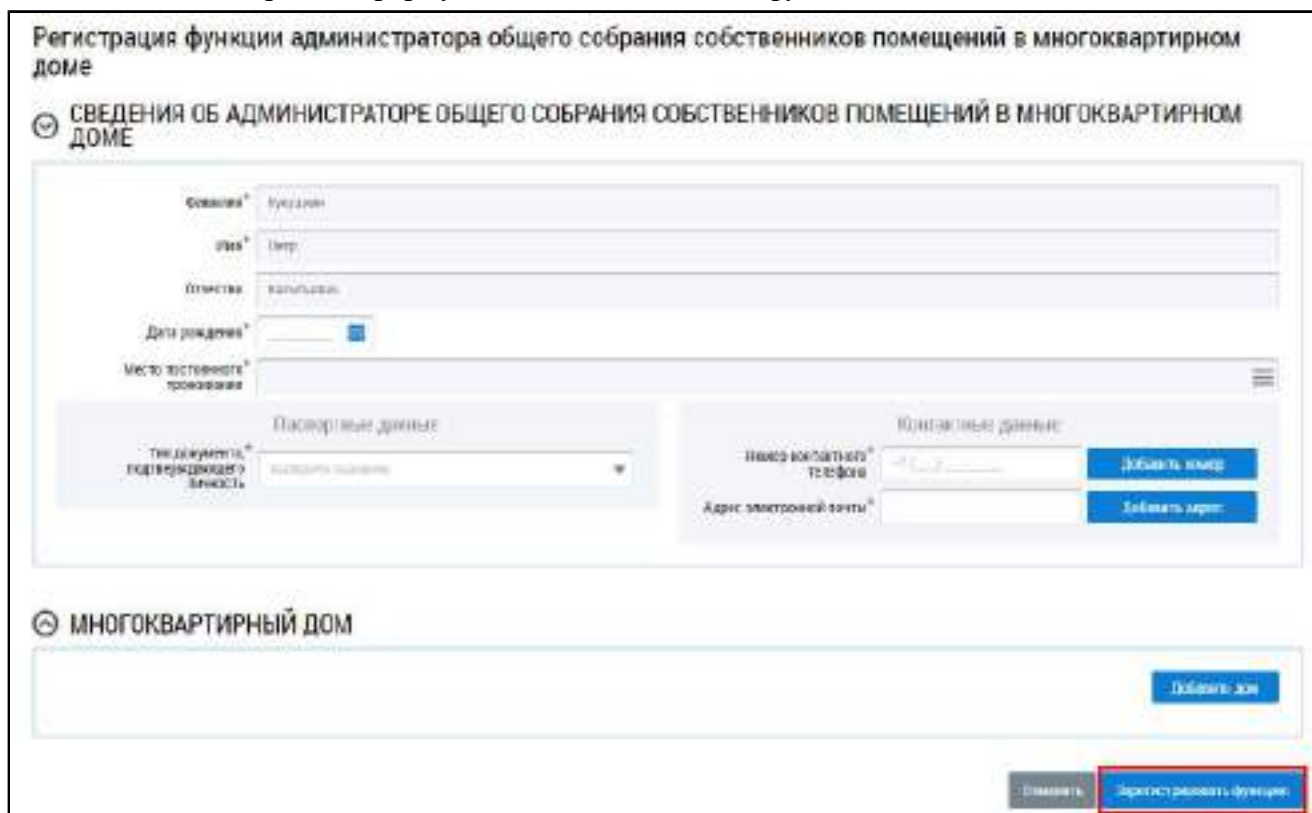 Регистрация функции администратора общего собрания собственников помещений в многоквартирном
доме
СВЕДЕНИЯ ОБ АДМИНИСТРАТОРЕ ОБЩЕГО СОБРАНИЯ СОБСТВЕННИКОВ ПОМЕЩЕНИЙ В МНОГОКВАРТИРНОМ
ДОМЕ
Фамилия*
Имя* Петр
Отчество
Дата рождения*
Место постоянного*
проживания
Паспортные данные
Контактные данные
Тип документа,*
подтверждающего
личность
Номер контактного*
телефона
Добавить номер
Адрес электронной почты*
Добавить адрес
МНОГОКВАРТИРНЫЙ ДОМ
Добавить дом
Отменить
Зарегистрировать функцию